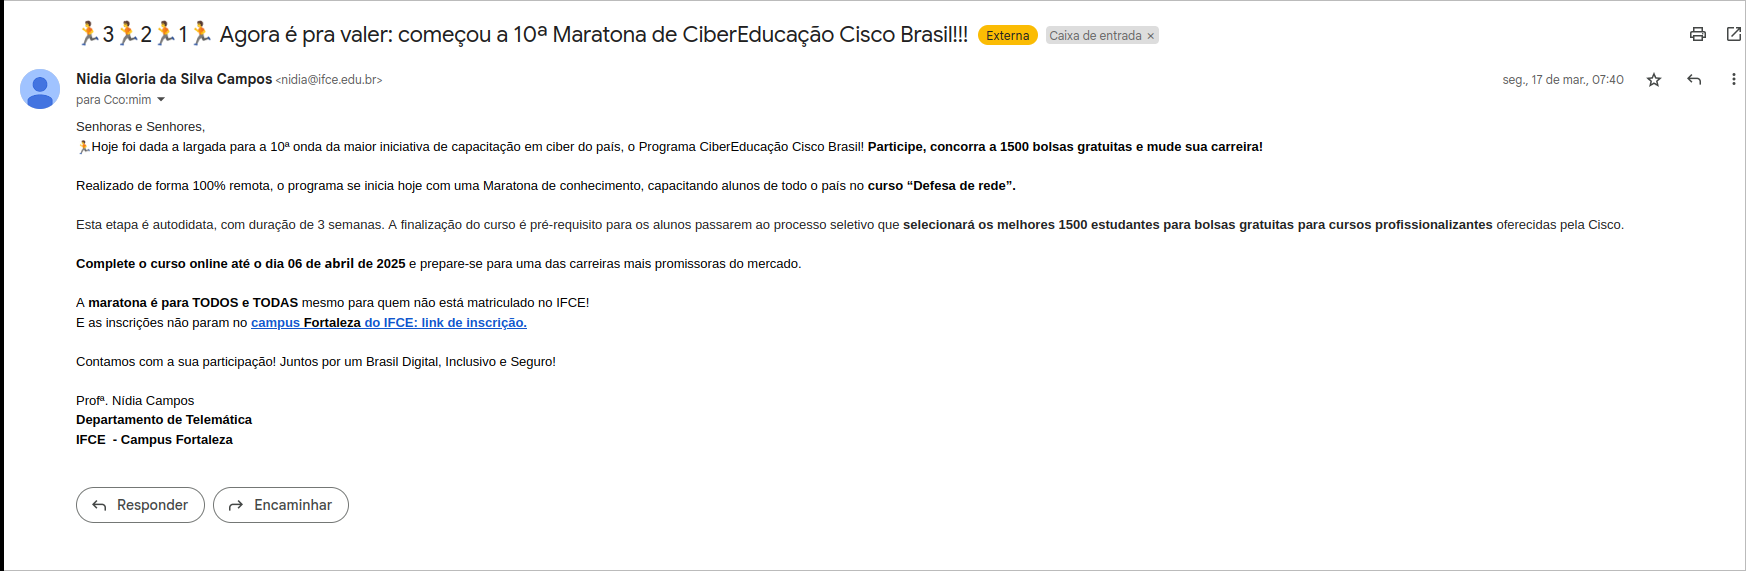 🏃3🏃2🏃1🏃 Agora é pra valer: começou a 10ª Maratona de CiberEducação Cisco Brasil!!! Externa Caixa de entrada ×
Nidia Gloria da Silva Campos <nidia@ifce.edu.br> seg., 17 de mar., 07:40
para Cco:mim
Senhoras e Senhores,
🏃Hoje foi dada a largada para a 10ª onda da maior iniciativa de capacitação em ciber do país, o Programa CiberEducação Cisco Brasil! Participe, concorra a 1500 bolsas gratuitas e mude sua carreira!
Realizado de forma 100% remota, o programa se inicia hoje com uma Maratona de conhecimento, capacitando alunos de todo o país no curso “Defesa de rede”.
Esta etapa é autodidata, com duração de 3 semanas. A finalização do curso é pré-requisito para os alunos passarem ao processo seletivo que selecionará os melhores 1500 estudantes para bolsas gratuitas para cursos profissionalizantes oferecidas pela Cisco.
Complete o curso online até o dia 06 de abril de 2025 e prepare-se para uma das carreiras mais promissoras do mercado.
A maratona é para TODOS e TODAS mesmo para quem não está matriculado no IFCE!
E as inscrições não param no campus Fortaleza do IFCE: link de inscrição.
Contamos com a sua participação! Juntos por um Brasil Digital, Inclusivo e Seguro!
Profª. Nídia Campos
Departamento de Telemática
IFCE - Campus Fortaleza
Responder Encaminhar